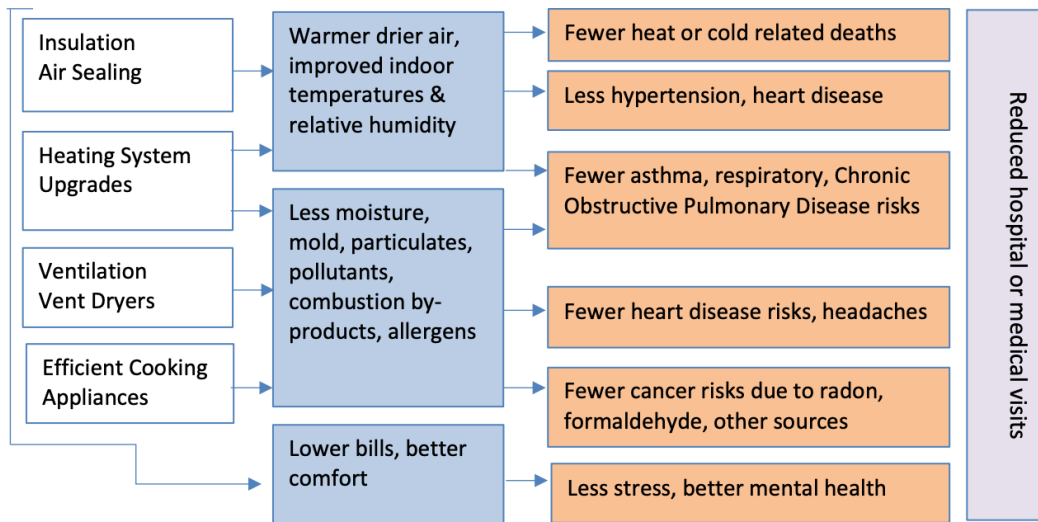 Insulation
Air Sealing
Heating System
Upgrades
Ventilation
Vent Dryers
Efficient Cooking
Appliances
Warmer drier air,
improved indoor
temperatures &
relative humidity
Less moisture,
mold, particulates,
pollutants,
combustion by-
products, allergens
Lower bills, better
comfort
Fewer heat or cold related deaths
Less hypertension, heart disease
Fewer asthma, respiratory, Chronic
Obstructive Pulmonary Disease risks
Fewer heart disease risks, headaches
Fewer cancer risks due to radon,
formaldehyde, other sources
Less stress, better mental health
Reduced hospital or medical visits